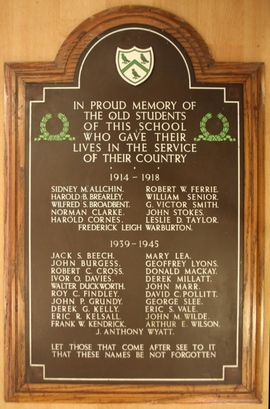 IN PROUD MEMORY OF
THE OLD STUDENTS
OF THIS SCHOOL
WHO GAVE THEIR
LIVES IN THE SERVICE
OF THEIR COUNTRY
1914 - 1918
SIDNEY M. ALLCHIN. ROBERT W. FERRIE.
HAROLD B. BREARLEY. WILLIAM SENIOR.
WILFRED S. BROADBENT. G. VICTOR SMITH.
NORMAN CLARKE. JOHN STOKES.
HAROLD CORNES. LESLIE D. TAYLOR.
FREDERICK LEIGH WARBURTON.
1939-1945
JACK S. BEECH. MARY LEA.
JOHN BURGESS. GEOFFREY LYONS.
ROBERT C. CROSS. DONALD MACKAY.
IVOR O. DAVIES. DEREK MILLATT.
WALTER DUCKWORTH. JOHN MARR.
ROY C. FINDLEY. DAVID C. POLLITT.
JOHN P. GRUNDY. GEORGE SLEE.
DEREK G. KELLY. ERIC S. VALE.
ERIC R. KELSALL. JOHN M WILDE.
FRANK W. KENDRICK. ARTHUR E. WILSON.
J. ANTHONY WYATT.
LET THOSE THAT COME AFTER SEE TO IT
THAT THESE NAMES BE NOT FORGOTTEN